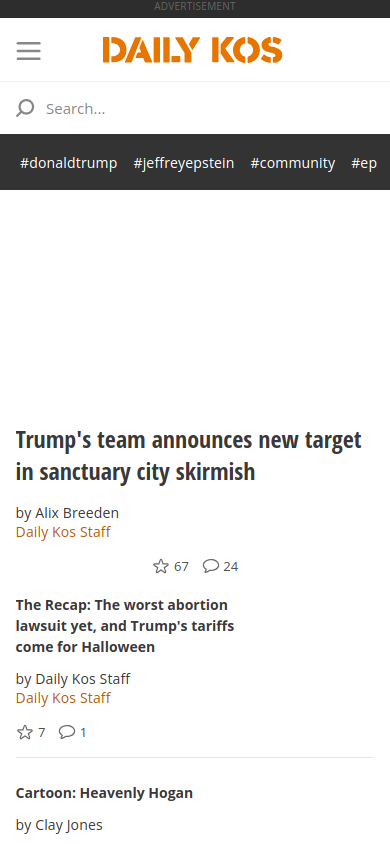 ADVERTISEMENT
DAILY KOS
Search...
#donaldtrump #jeffreyepstein #community #ep
Trump's team announces new target
in sanctuary city skirmish
by Alix Breeden
Daily Kos Staff
67 24
The Recap: The worst abortion
lawsuit yet, and Trump's tariffs
come for Halloween
by Daily Kos Staff
Daily Kos Staff
7 1
Cartoon: Heavenly Hogan
by Clay Jones